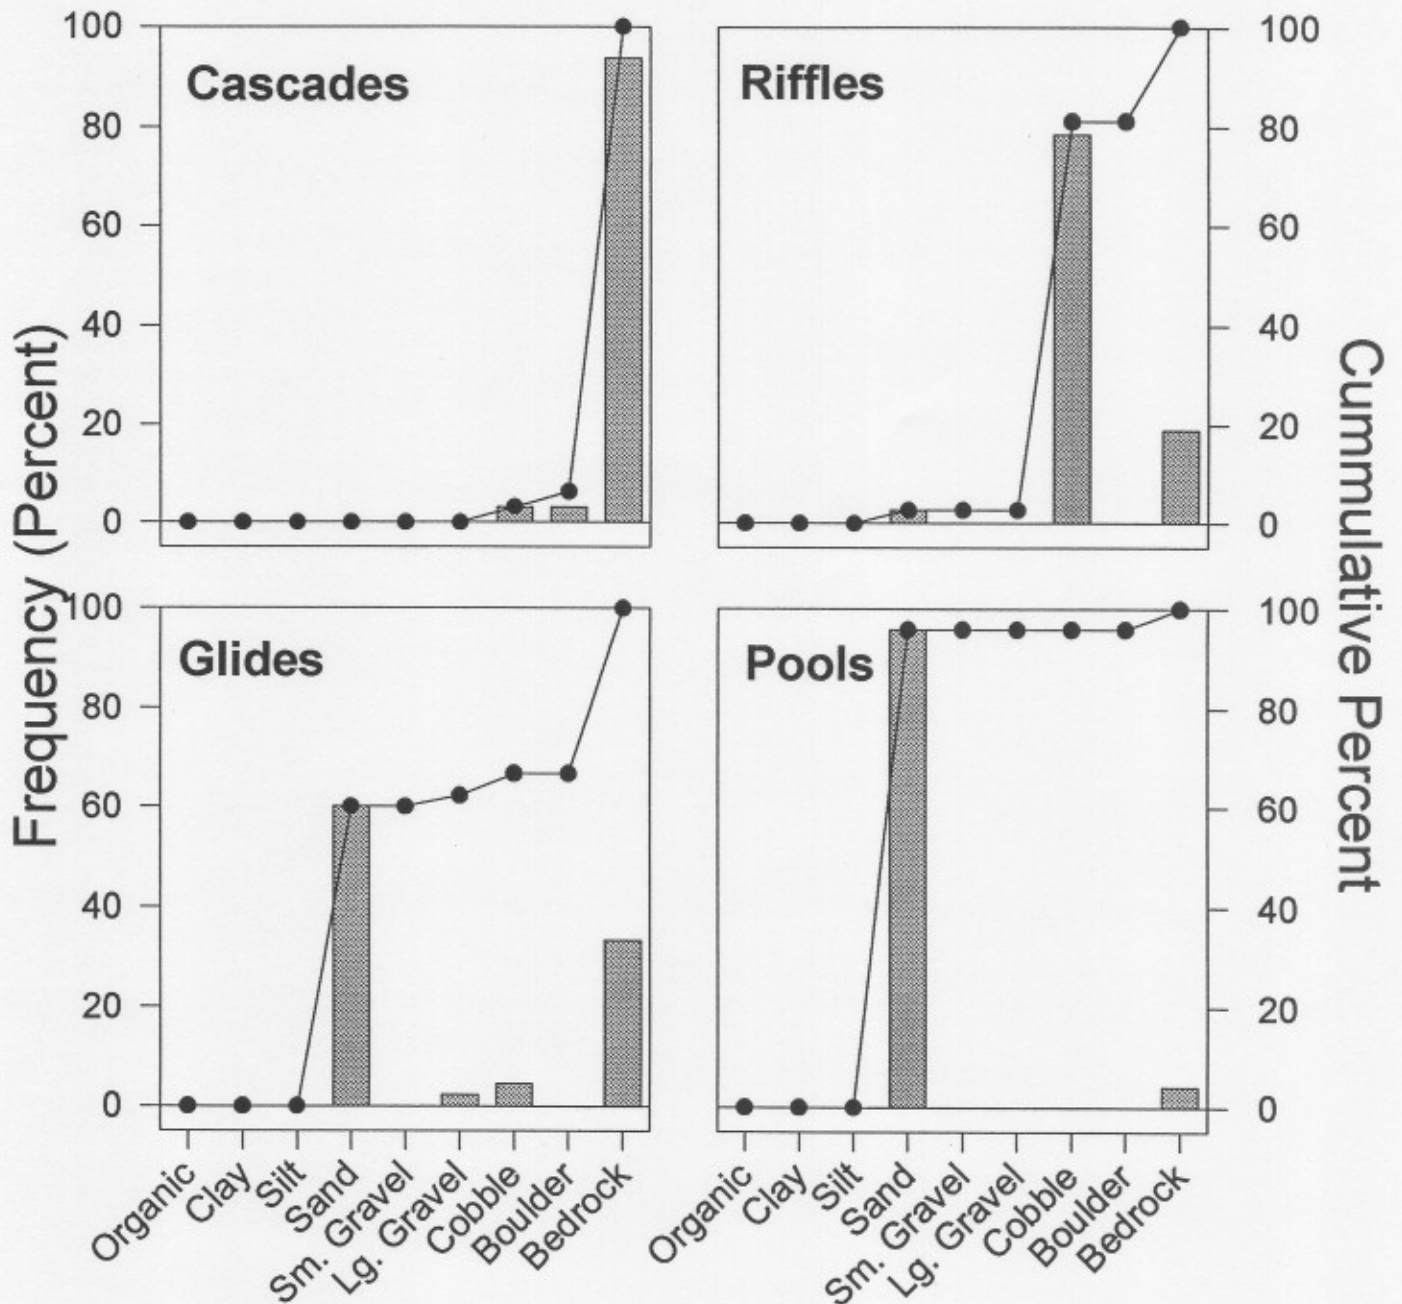 Frequency (Percent)
Cummulative Percent
Cascades
100
80
60
40
20
0
Riffles
100
80
60
40
20
0
Glides
100
80
60
40
20
0
Organic
Clay
Silt
Sand
Sm. Gravel
Lg. Gravel
Cobble
Boulder
Bedrock
Pools
100
80
60
40
20
0
Organic
Clay
Silt
Sand
Sm. Gravel
Lg. Gravel
Cobble
Boulder
Bedrock